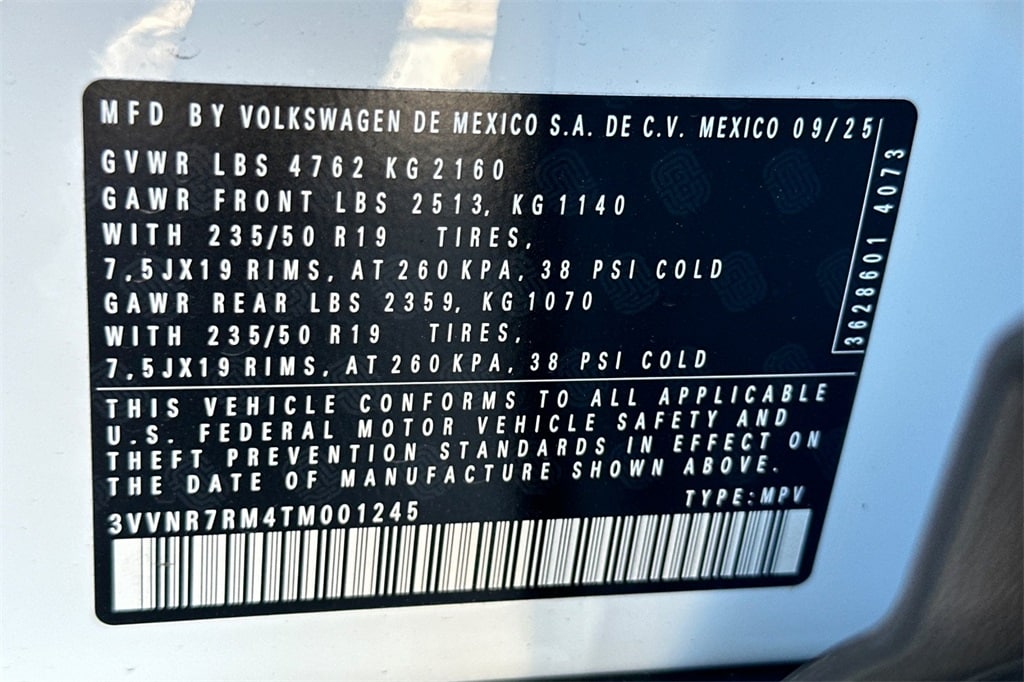 MFD BY VOLKSWAGEN DE MEXICO S.A. DE C.V. MEXICO 09/25
GVWR LBS 4762 KG 2160
GAWR FRONT LBS 2513, KG 1140
WITH 235/50 R19 TIRES,
7,5JX19 RIMS, AT 260 KPA, 38 PSI COLD
GAWR REAR LBS 2359, KG 1070
WITH 235/50 R19 TIRES,
7,5JX19 RIMS, AT 260 KPA, 38 PSI COLD
3628601 4073
THIS VEHICLE CONFORMS TO ALL APPLICABLE
U.S. FEDERAL MOTOR VEHICLE SAFETY AND
THEFT PREVENTION STANDARDS IN EFFECT ON
THE DATE OF MANUFACTURE SHOWN ABOVE.
3VVNR7RM4TM001245 TYPE: MPV